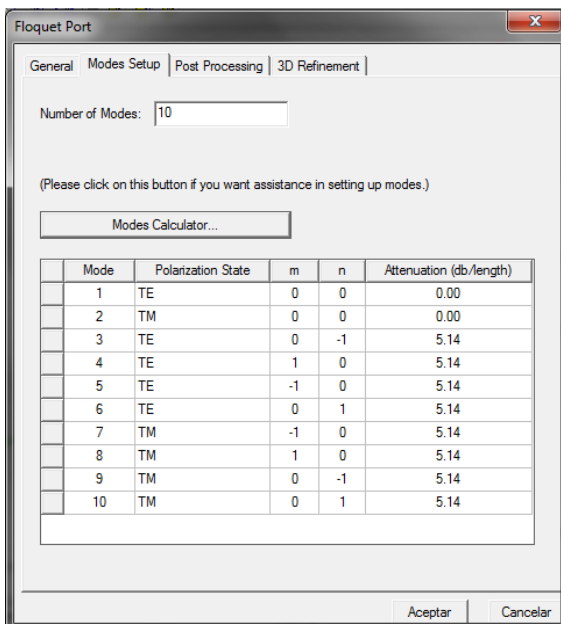 Floquet Port
General Modes Setup Post Processing 3D Refinement
Number of Modes: 10
(Please click on this button if you want assistance in setting up modes.)
Modes Calculator...
Mode Polarization State m n Attenuation (db/length)
1 TE 0 0 0.00
2 TM 0 0 0.00
3 TE 0 -1 5.14
4 TE 1 0 5.14
5 TE -1 0 5.14
6 TE 0 1 5.14
7 TM -1 0 5.14
8 TM 1 0 5.14
9 TM 0 -1 5.14
10 TM 0 1 5.14
Aceptar Cancelar